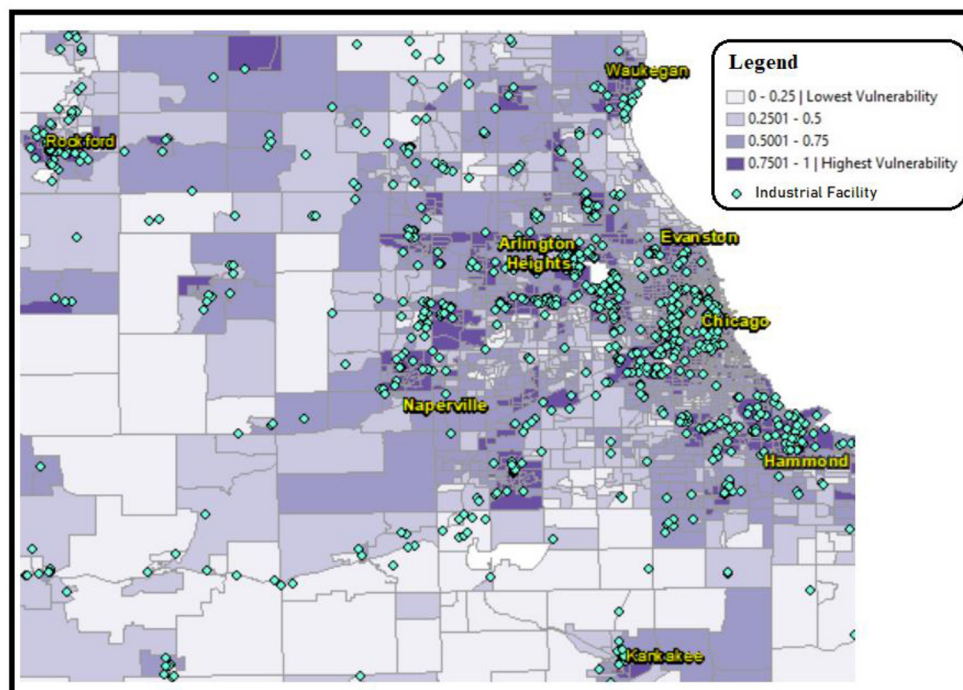 Legend
0 - 0.25 | Lowest Vulnerability
0.2501 - 0.5
0.5001 - 0.75
0.7501 - 1 | Highest Vulnerability
Industrial Facility
Waukegan
Rockford
Arlington
Heights
Evanston
Chicago
Naperville
Hammond
Kankakee